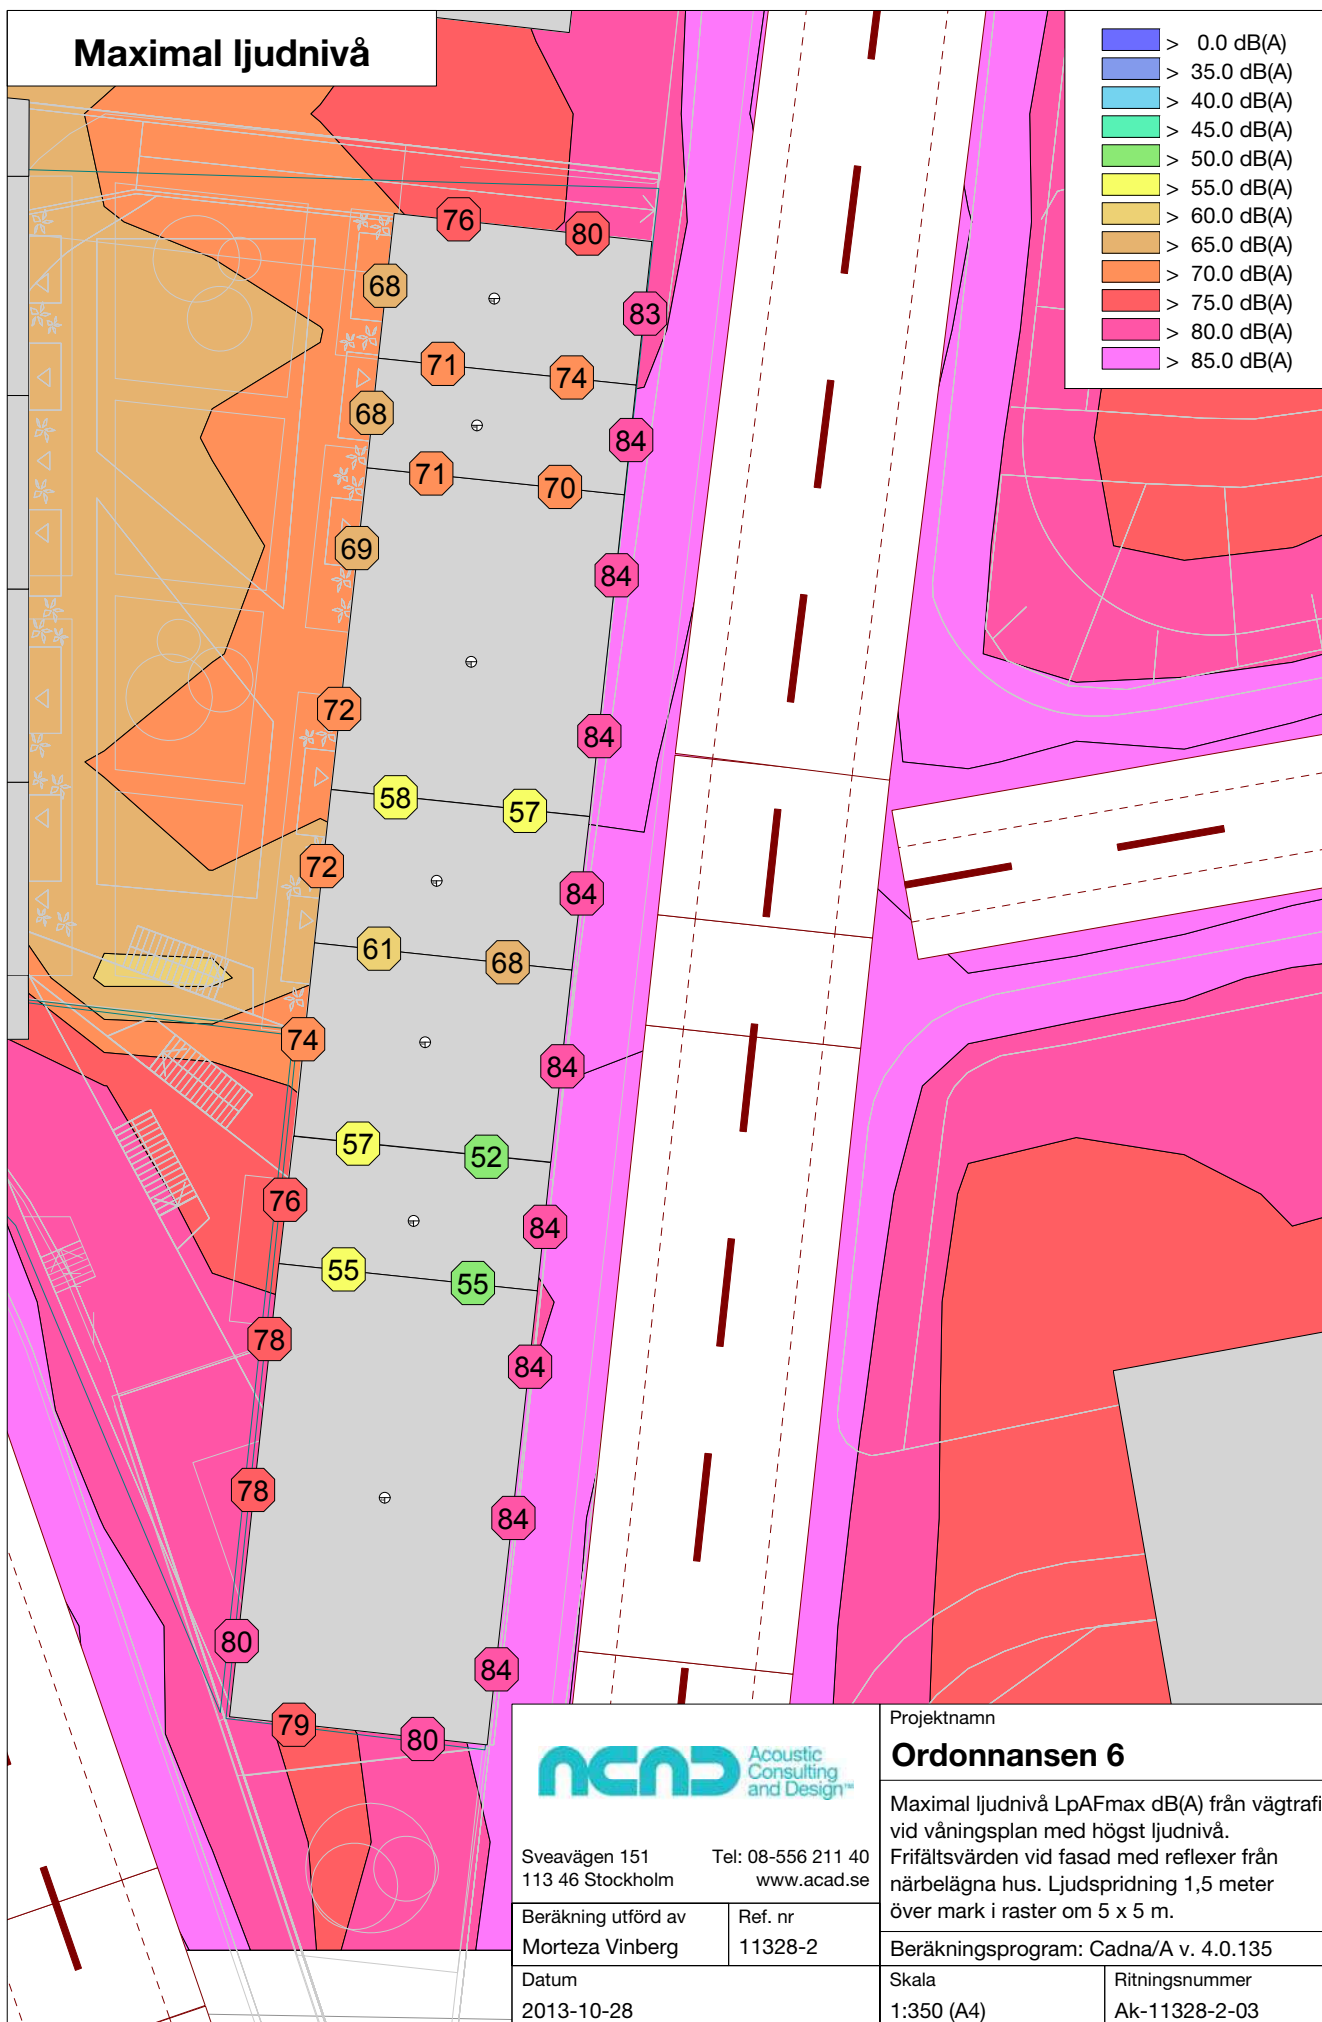 Maximal ljudnivå
> 0.0 dB(A)
> 35.0 dB(A)
> 40.0 dB(A)
> 45.0 dB(A)
> 50.0 dB(A)
> 55.0 dB(A)
> 60.0 dB(A)
> 65.0 dB(A)
> 70.0 dB(A)
> 75.0 dB(A)
> 80.0 dB(A)
> 85.0 dB(A)
76
80
68
83
71
74
68
84
71
70
69
84
72
84
58
57
72
84
61
68
74
84
57
52
76
84
55
55
78
84
78
84
80
84
79
80
acad
Acoustic
Consulting
and Design™
Sveavägen 151
113 46 Stockholm
Tel: 08-556 211 40
www.acad.se
Beräkning utförd av
Morteza Vinberg
Ref. nr
11328-2
Datum
2013-10-28
Projektnamn
Ordonnansen 6
Maximal ljudnivå LpAFmax dB(A) från vägtrafi
vid våningsplan med högst ljudnivå.
Frifältsvärden vid fasad med reflexer från
närbelägna hus. Ljudspridning 1,5 meter
över mark i raster om 5 x 5 m.
Beräkningsprogram: Cadna/A v. 4.0.135
Skala
1:350 (A4)
Ritningsnummer
Ak-11328-2-03